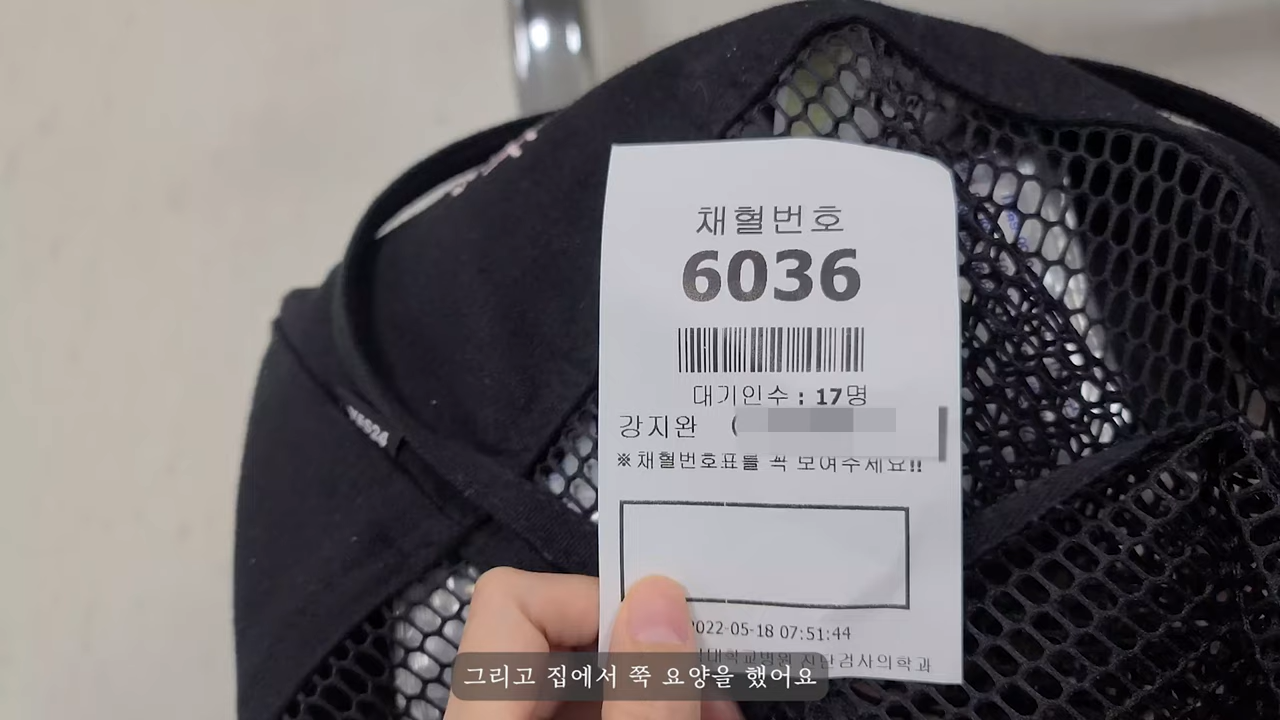 채혈번호
6036
대기인수 : 17명
강지완 (
※채혈번호표를 꼭 보여주세요!!
2022-05-18 07:51:44
진단검사의학과
yes24
그리고 집에서 쭉 요양을 했어요